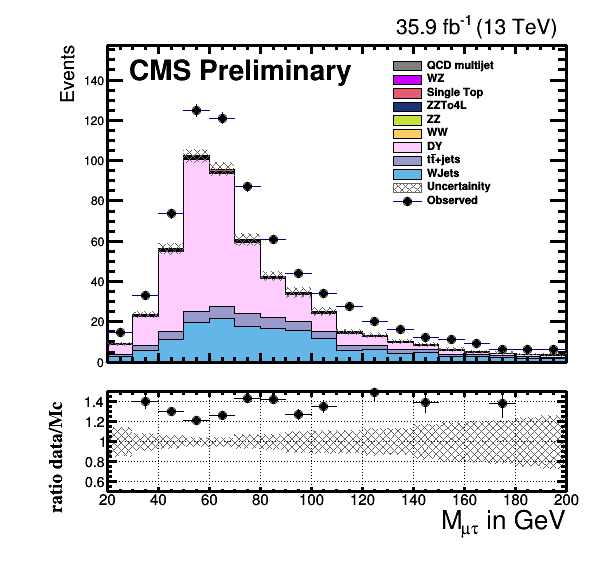 35.9 fb⁻¹ (13 TeV)
Events
CMS Preliminary
QCD multijet
WZ
Single Top
ZZTo4L
ZZ
WW
DY
tt̄+jets
WJets
Uncertainity
Observed
140
120
100
80
60
40
20
0
ratio data/Mc
1.4
1.2
1
0.8
0.6
20 40 60 80 100 120 140 160 180 200
Mμτ in GeV